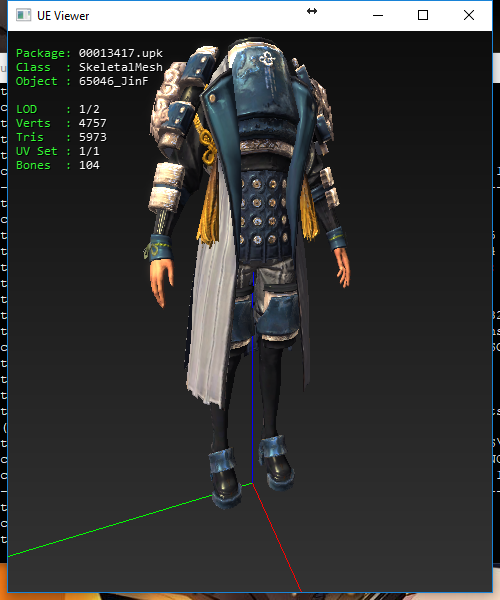 UE Viewer
Package: 00013417.upk
Class : SkeletalMesh
Object : 65046_JinF
LOD : 1/2
Verts : 4757
Tris : 5973
UV Set : 1/1
Bones : 104